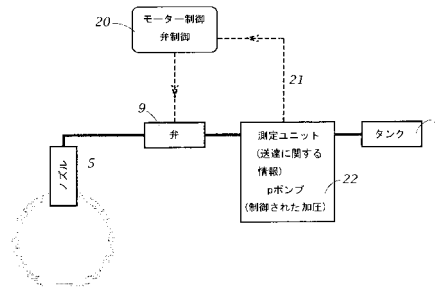 20
モーター制御
弁制御
21
9
弁
測定ユニット
(送達に関する
情報)
pポンプ
(制御された加圧)
22
タンク
ノズル
5